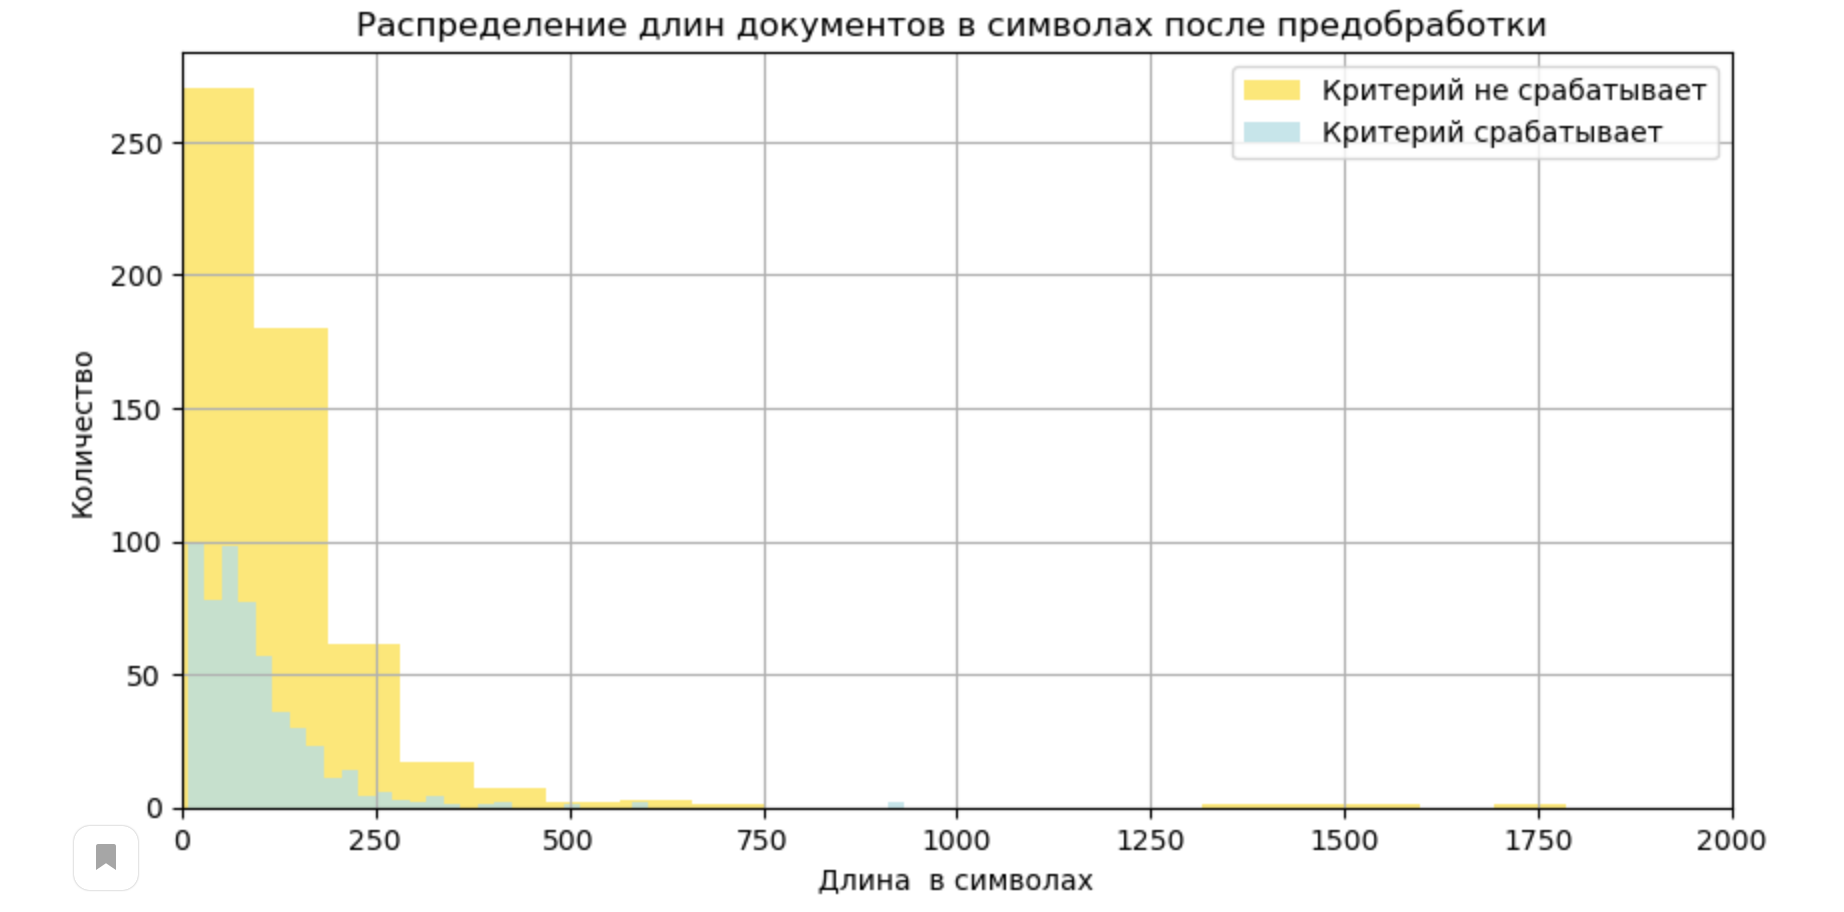 Распределение длин документов в символах после предобработки
Критерий не срабатывает
Критерий срабатывает
Количество
250
200
150
100
50
0
0 250 500 750 1000 1250 1500 1750 2000
Длина  в символах